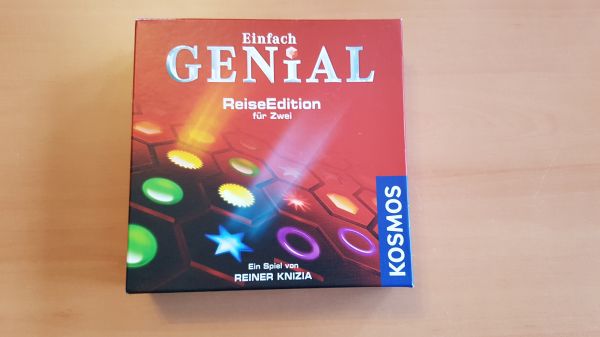 Einfach
GENiAL
ReiseEdition
für Zwei
Ein Spiel von
REINER KNIZIA
KOSMOS